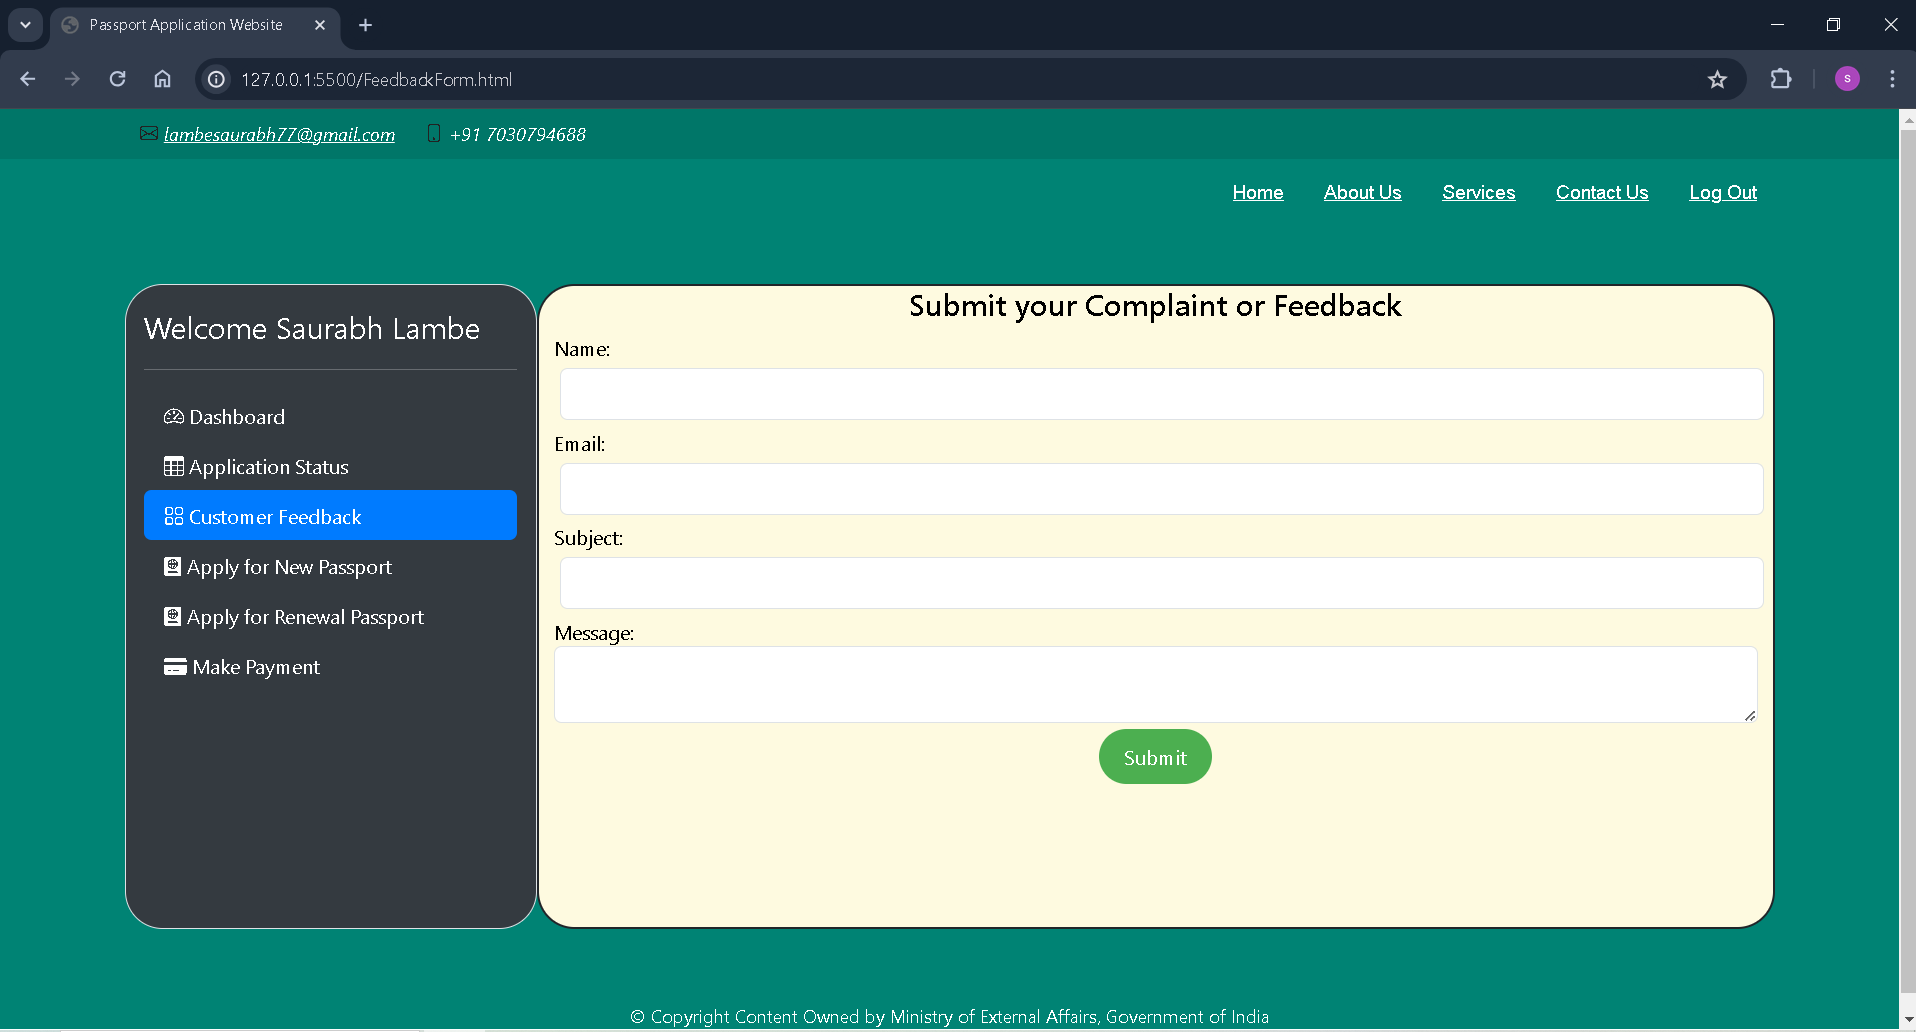 Passport Application Website
127.0.0.1:5500/FeedbackForm.html
S
lambesaurabh77@gmail.com +91 7030794688
Home About Us Services Contact Us Log Out
Welcome Saurabh Lambe
Dashboard
Application Status
Customer Feedback
Apply for New Passport
Apply for Renewal Passport
Make Payment
Submit your Complaint or Feedback
Name:
Email:
Subject:
Message:
Submit
© Copyright Content Owned by Ministry of External Affairs, Government of India